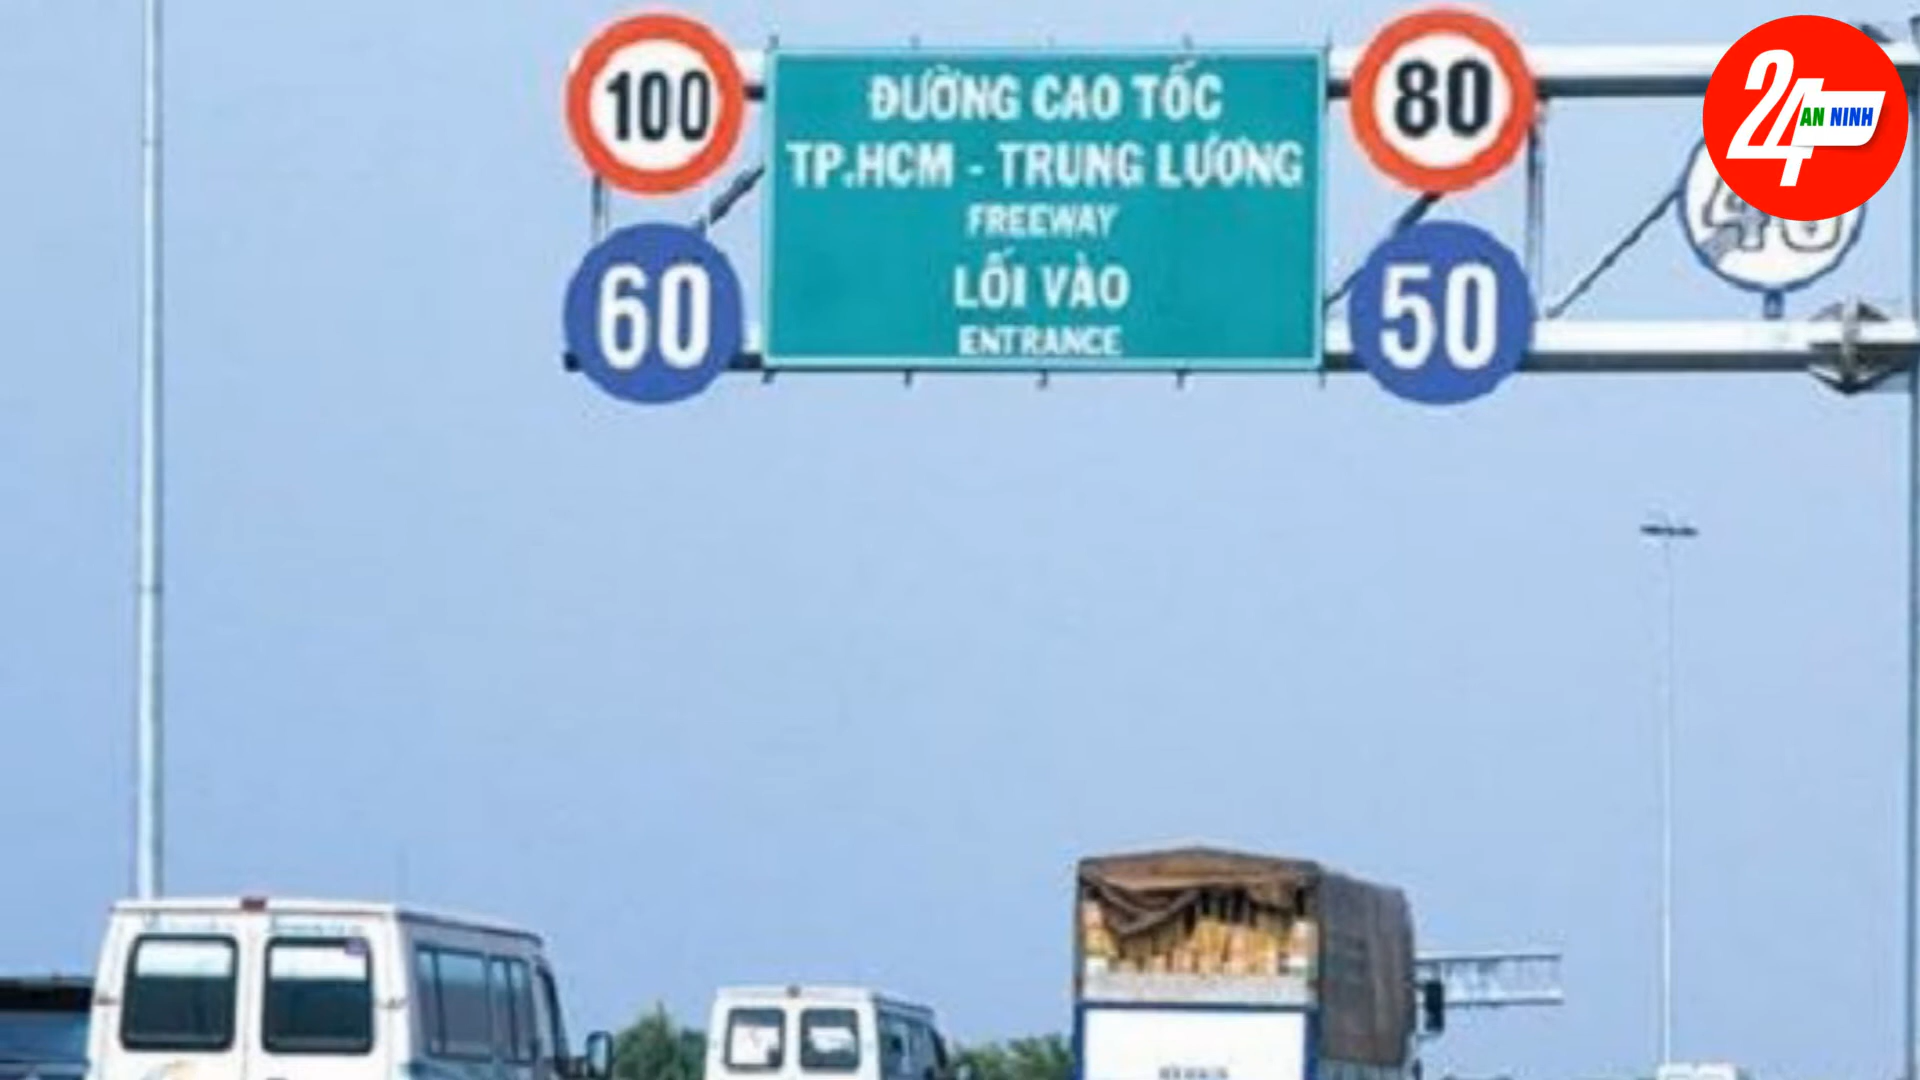 100
ĐƯỜNG CAO TỐC
TP.HCM - TRUNG LƯƠNG
FREEWAY
LỐI VÀO
ENTRANCE
80
60
50
24
AN NINH